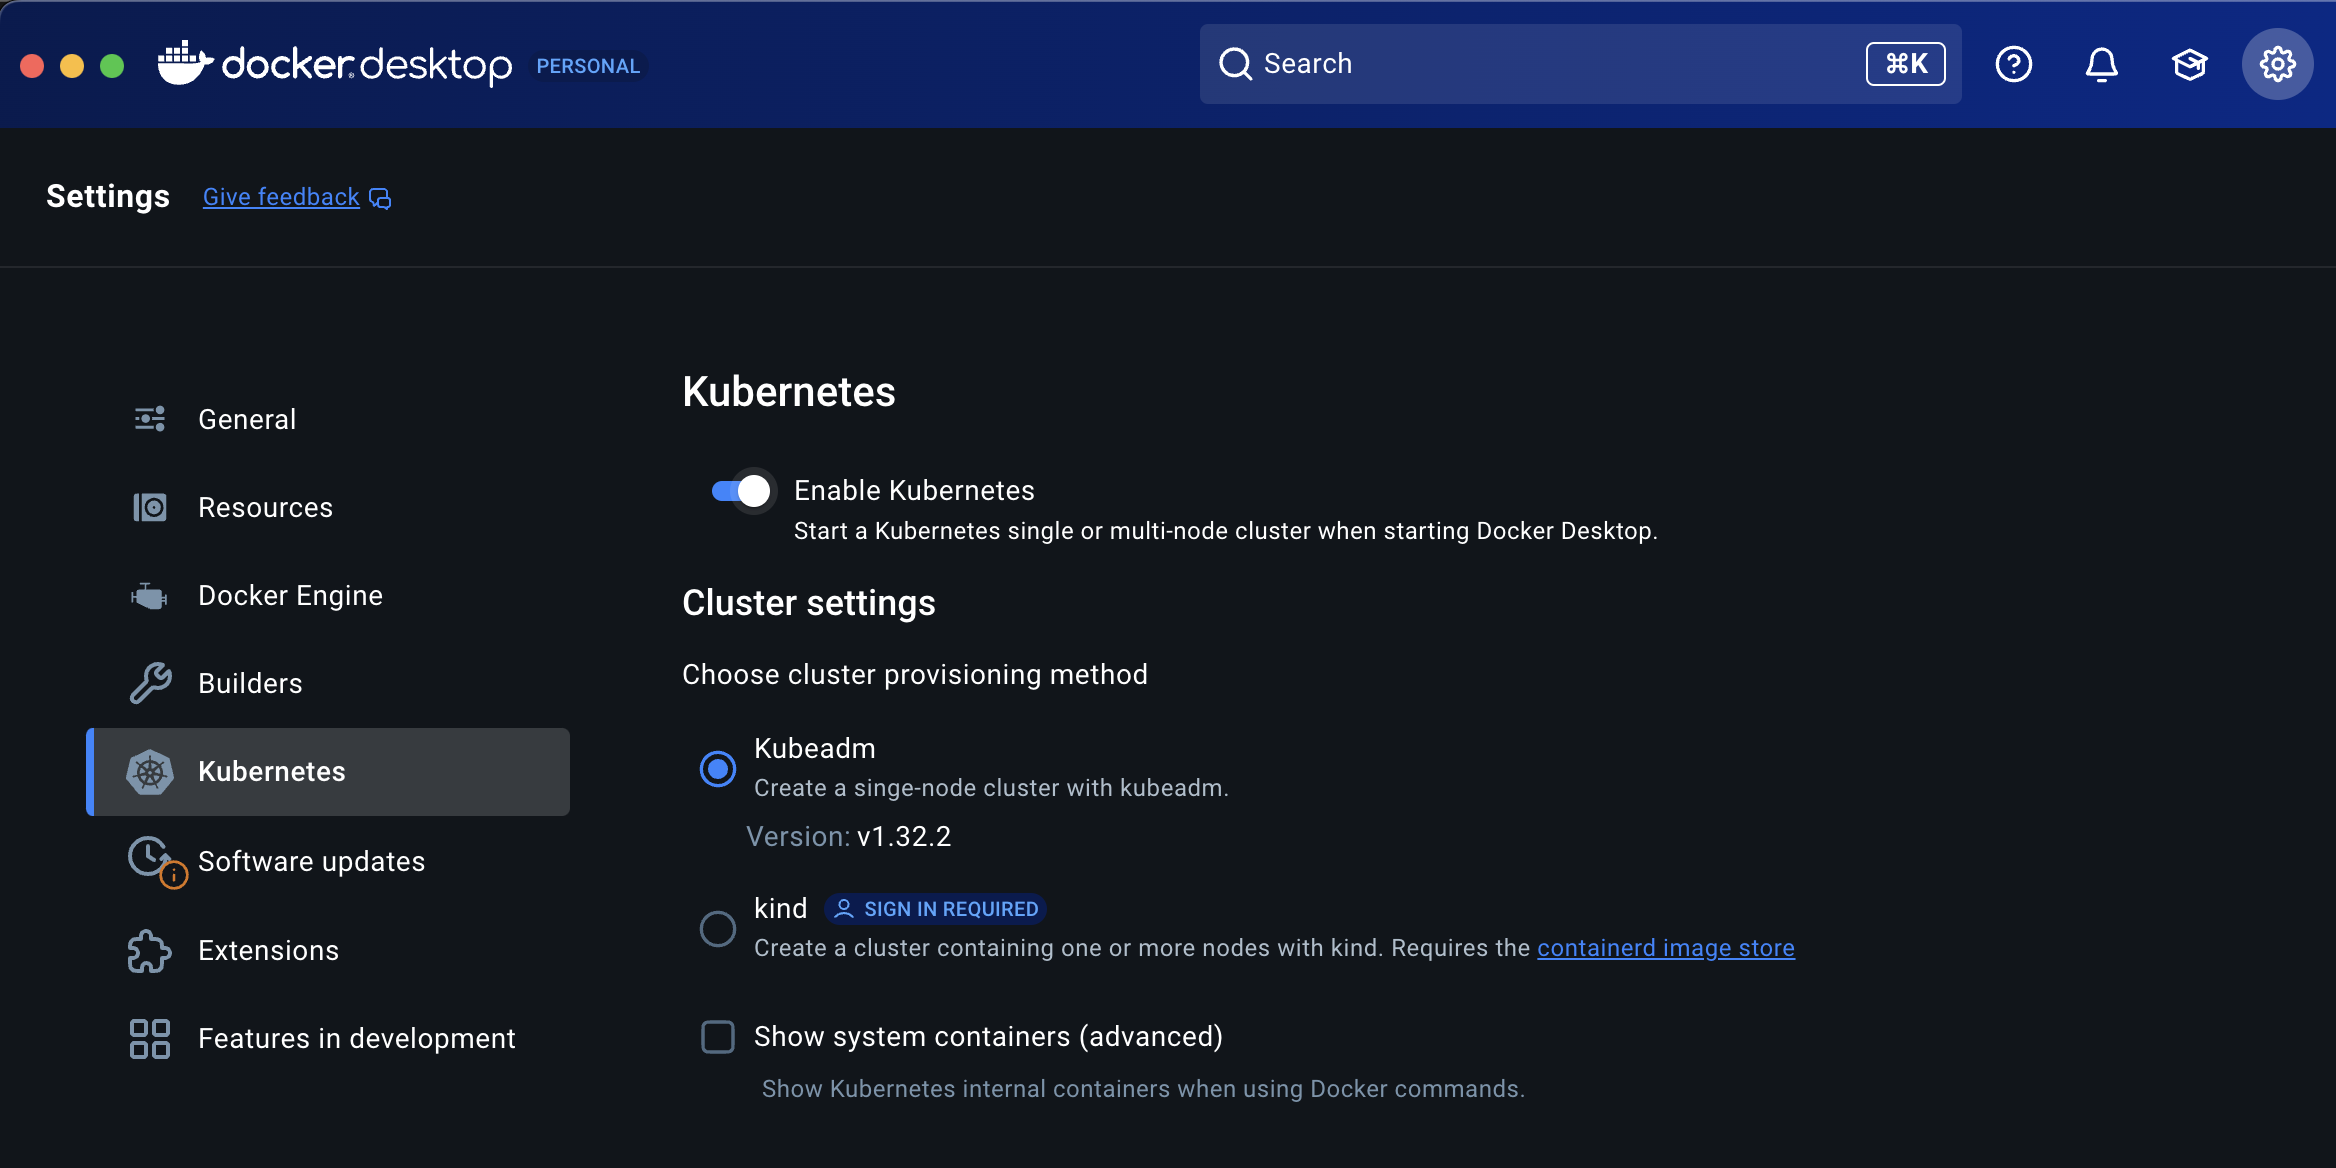 docker desktop PERSONAL
Search ⌘K
Settings Give feedback
General
Resources
Docker Engine
Builders
Kubernetes
Software updates
Extensions
Features in development
Kubernetes
Enable Kubernetes
Start a Kubernetes single or multi-node cluster when starting Docker Desktop.
Cluster settings
Choose cluster provisioning method
Kubeadm
Create a singe-node cluster with kubeadm.
Version: v1.32.2
kind SIGN IN REQUIRED
Create a cluster containing one or more nodes with kind. Requires the containerd image store
Show system containers (advanced)
Show Kubernetes internal containers when using Docker commands.